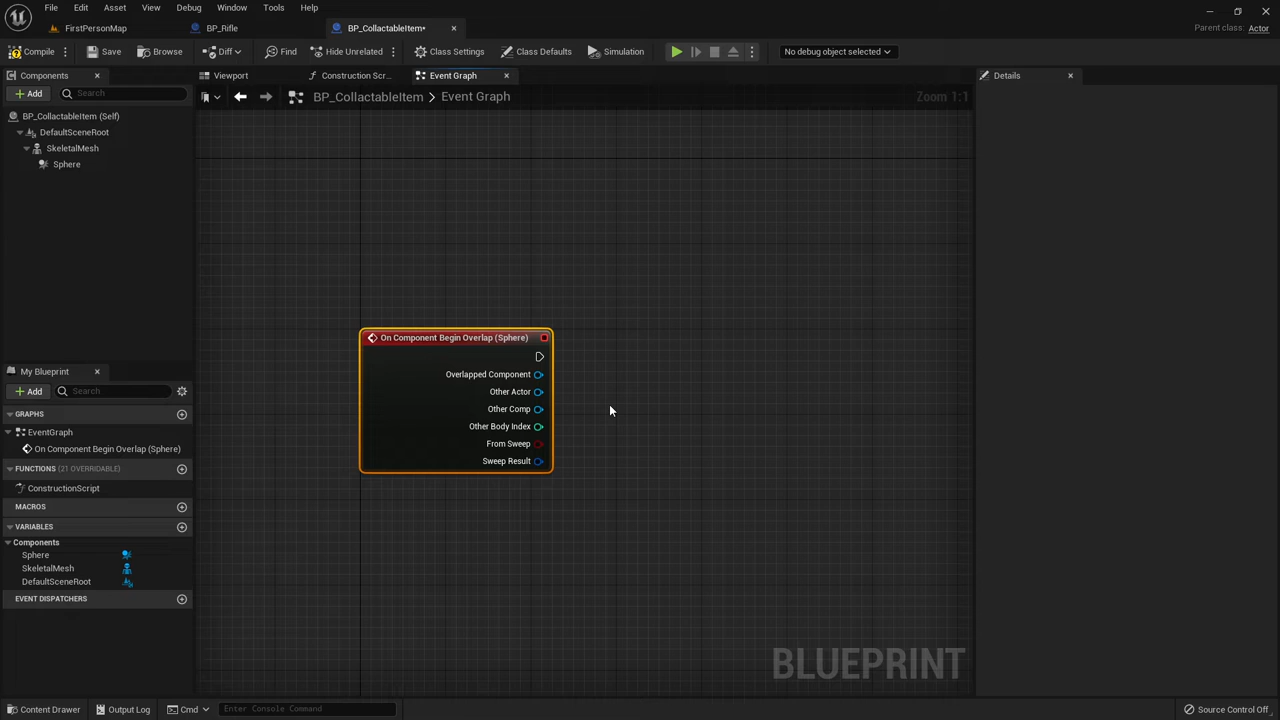 File Edit Asset View Debug Window Tools Help
FirstPersonMap BP_Rifle BP_CollactableItem• Parent class: Actor
Compile Save Browse Diff Find Hide Unrelated Class Settings Class Defaults Simulation No debug object selected
Components Viewport Construction Scr... Event Graph Details
Add Search BP_CollactableItem > Event Graph Zoom 1:1
BP_CollactableItem (Self)
DefaultSceneRoot
SkeletalMesh
Sphere
On Component Begin Overlap (Sphere)
Overlapped Component
Other Actor
Other Comp
Other Body Index
From Sweep
Sweep Result
My Blueprint
Add Search
GRAPHS
EventGraph
On Component Begin Overlap (Sphere)
FUNCTIONS (21 OVERRIDABLE)
ConstructionScript
MACROS
VARIABLES
Components
Sphere
SkeletalMesh
DefaultSceneRoot
EVENT DISPATCHERS
BLUEPRINT
Content Drawer Output Log Cmd Enter Console Command Source Control Off